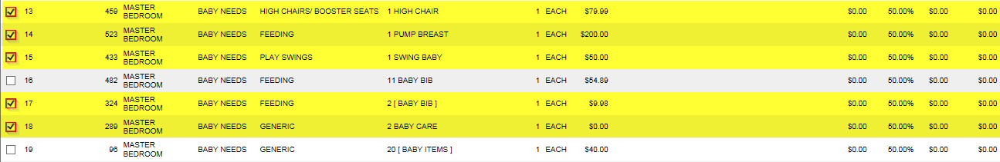 13 459 MASTER BEDROOM BABY NEEDS HIGH CHAIRS/ BOOSTER SEATS 1 HIGH CHAIR 1 EACH $79.99 $0.00 50.00% $0.00 $0.00
14 523 MASTER BEDROOM BABY NEEDS FEEDING 1 PUMP BREAST 1 EACH $200.00 $0.00 50.00% $0.00 $0.00
15 433 MASTER BEDROOM BABY NEEDS PLAY SWINGS 1 SWING BABY 1 EACH $50.00 $0.00 50.00% $0.00 $0.00
16 482 MASTER BEDROOM BABY NEEDS FEEDING 11 BABY BIB 1 EACH $54.89 $0.00 50.00% $0.00 $0.00
17 324 MASTER BEDROOM BABY NEEDS FEEDING 2 [ BABY BIB ] 1 EACH $9.98 $0.00 50.00% $0.00 $0.00
18 289 MASTER BEDROOM BABY NEEDS GENERIC 2 BABY CARE 1 EACH $0.00 $0.00 50.00% $0.00 $0.00
19 96 MASTER BEDROOM BABY NEEDS GENERIC 20 [ BABY ITEMS ] 1 EACH $40.00 $0.00 50.00% $0.00 $0.00